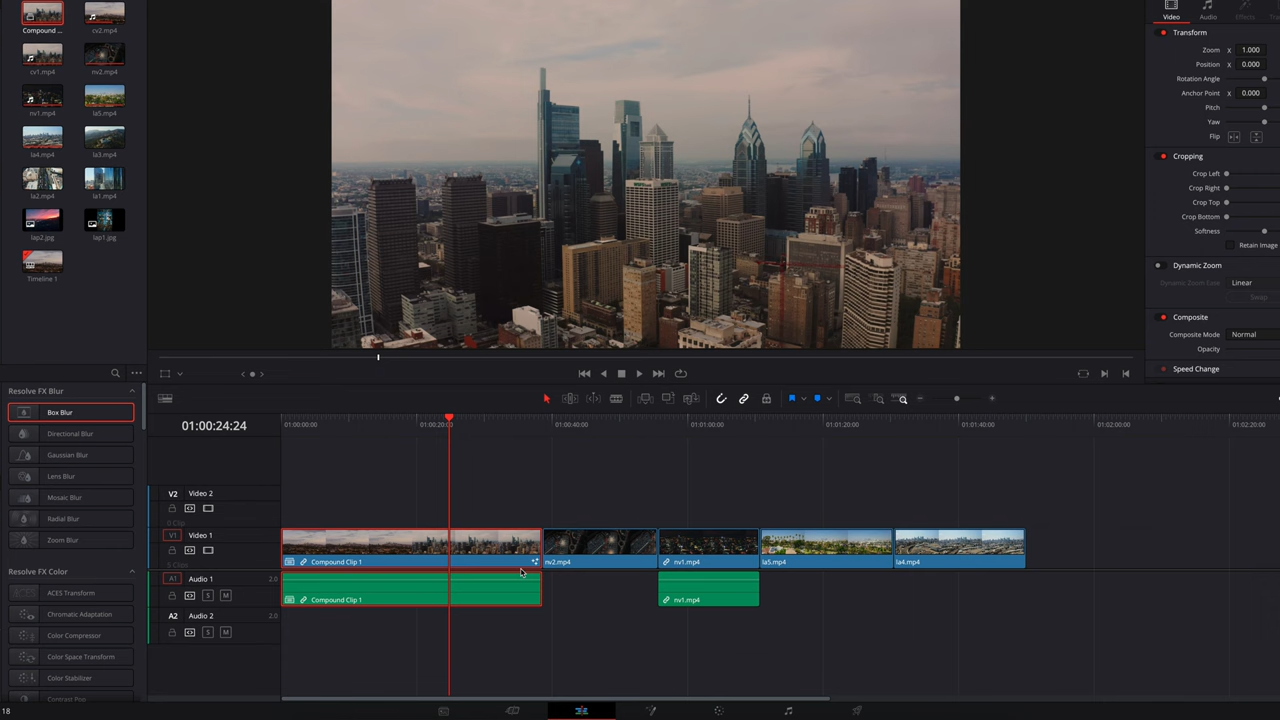 Compound ...
cv2.mp4
cv1.mp4
nv2.mp4
nv1.mp4
la5.mp4
la4.mp4
la3.mp4
la2.mp4
la1.mp4
lap2.jpg
lap1.jpg
Timeline 1
Video
Audio
Effects
Transform
Zoom X 1.000
Position X 0.000
Rotation Angle
Anchor Point X 0.000
Pitch
Yaw
Flip
Cropping
Crop Left
Crop Right
Crop Top
Crop Bottom
Softness
Retain Image
Dynamic Zoom
Dynamic Zoom Ease Linear
Swap
Composite
Composite Mode Normal
Opacity
Speed Change
Resolve FX Blur
Box Blur
Directional Blur
Gaussian Blur
Lens Blur
Mosaic Blur
Radial Blur
Zoom Blur
Resolve FX Color
ACES Transform
Chromatic Adaptation
Color Compressor
Color Space Transform
Color Stabilizer
Contrast Pop
18
01:00:24:24
01:00:00:00
01:00:20:00
01:00:40:00
01:01:00:00
01:01:20:00
01:01:40:00
01:02:00:00
01:02:20:00
V2 Video 2
0 Clip
V1 Video 1
5 Clips
Compound Clip 1
nv2.mp4
nv1.mp4
la5.mp4
la4.mp4
A1 Audio 1 2.0
S M
Compound Clip 1
nv1.mp4
A2 Audio 2 2.0
S M